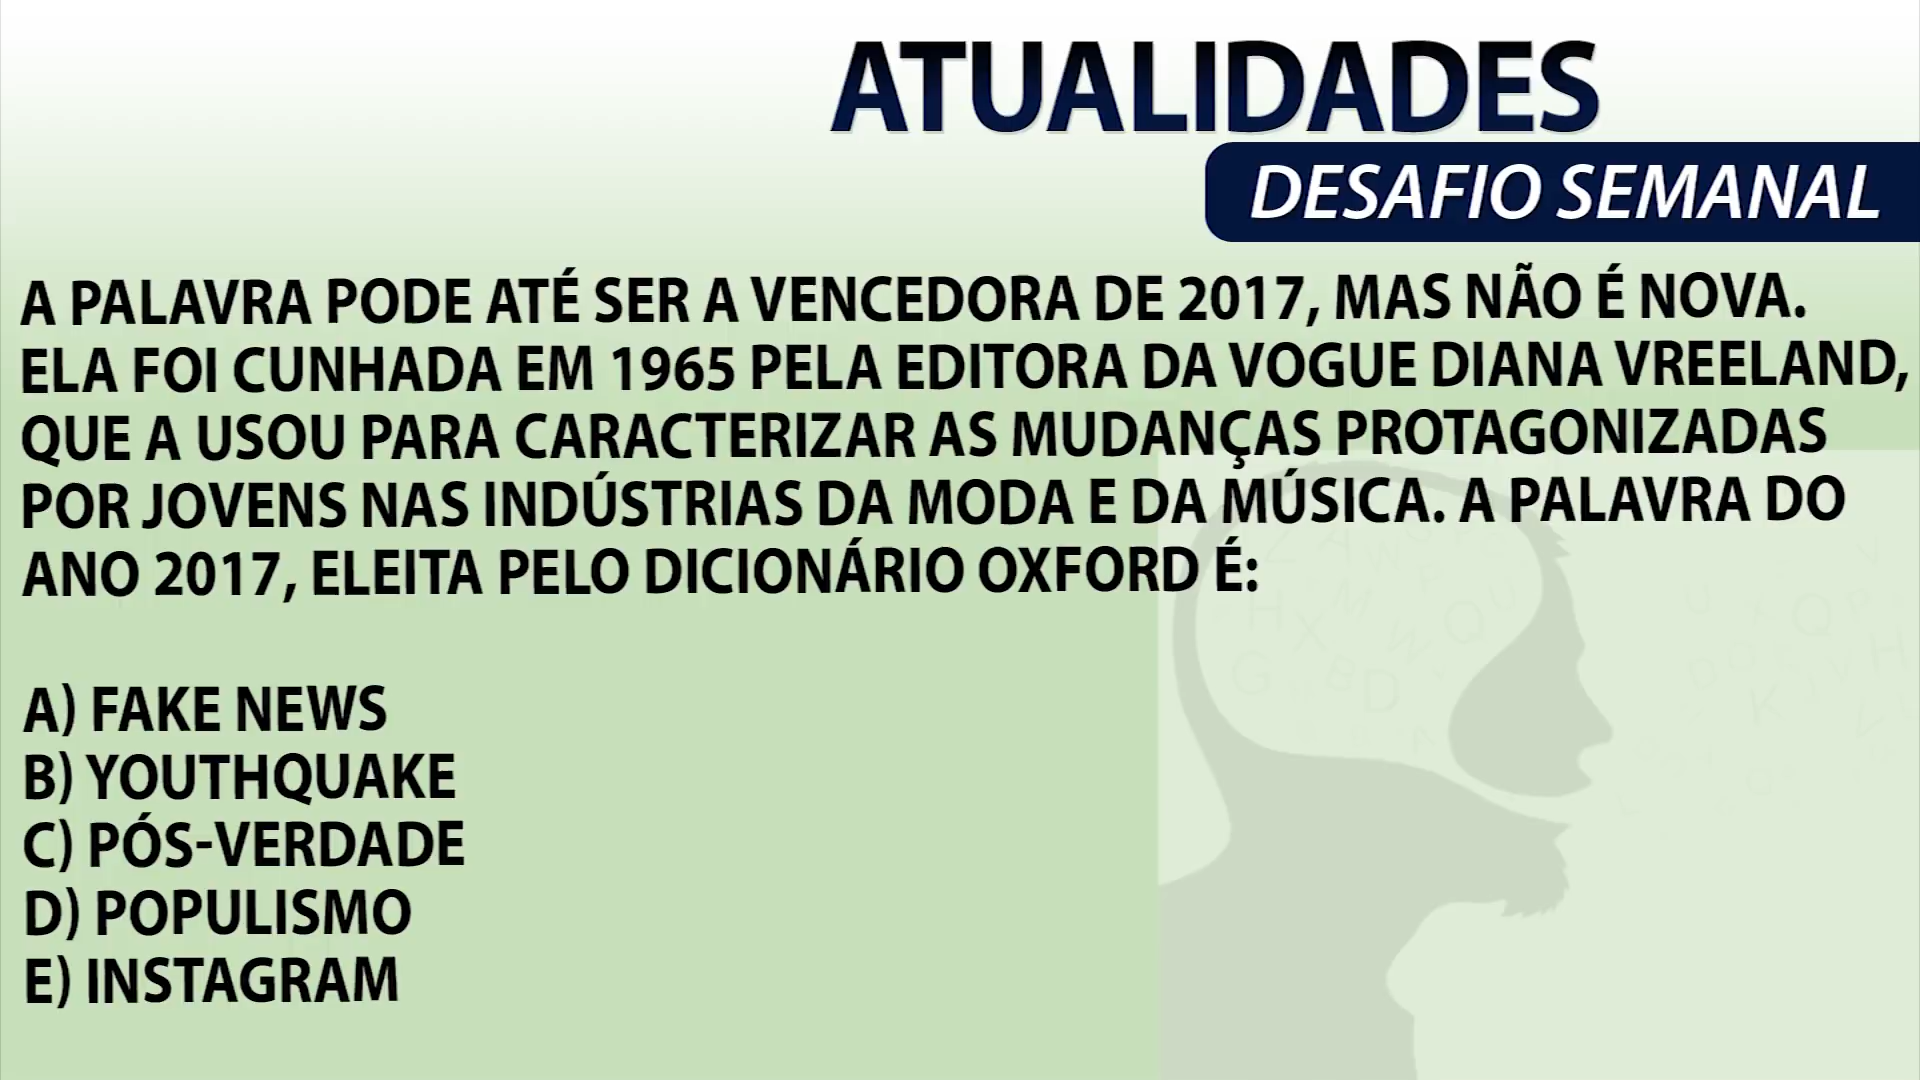 ATUALIDADES
DESAFIO SEMANAL
A PALAVRA PODE ATÉ SER A VENCEDORA DE 2017, MAS NÃO É NOVA.
ELA FOI CUNHADA EM 1965 PELA EDITORA DA VOGUE DIANA VREELAND,
QUE A USOU PARA CARACTERIZAR AS MUDANÇAS PROTAGONIZADAS
POR JOVENS NAS INDÚSTRIAS DA MODA E DA MÚSICA. A PALAVRA DO
ANO 2017, ELEITA PELO DICIONÁRIO OXFORD É:
A) FAKE NEWS
B) YOUTHQUAKE
C) PÓS-VERDADE
D) POPULISMO
E) INSTAGRAM